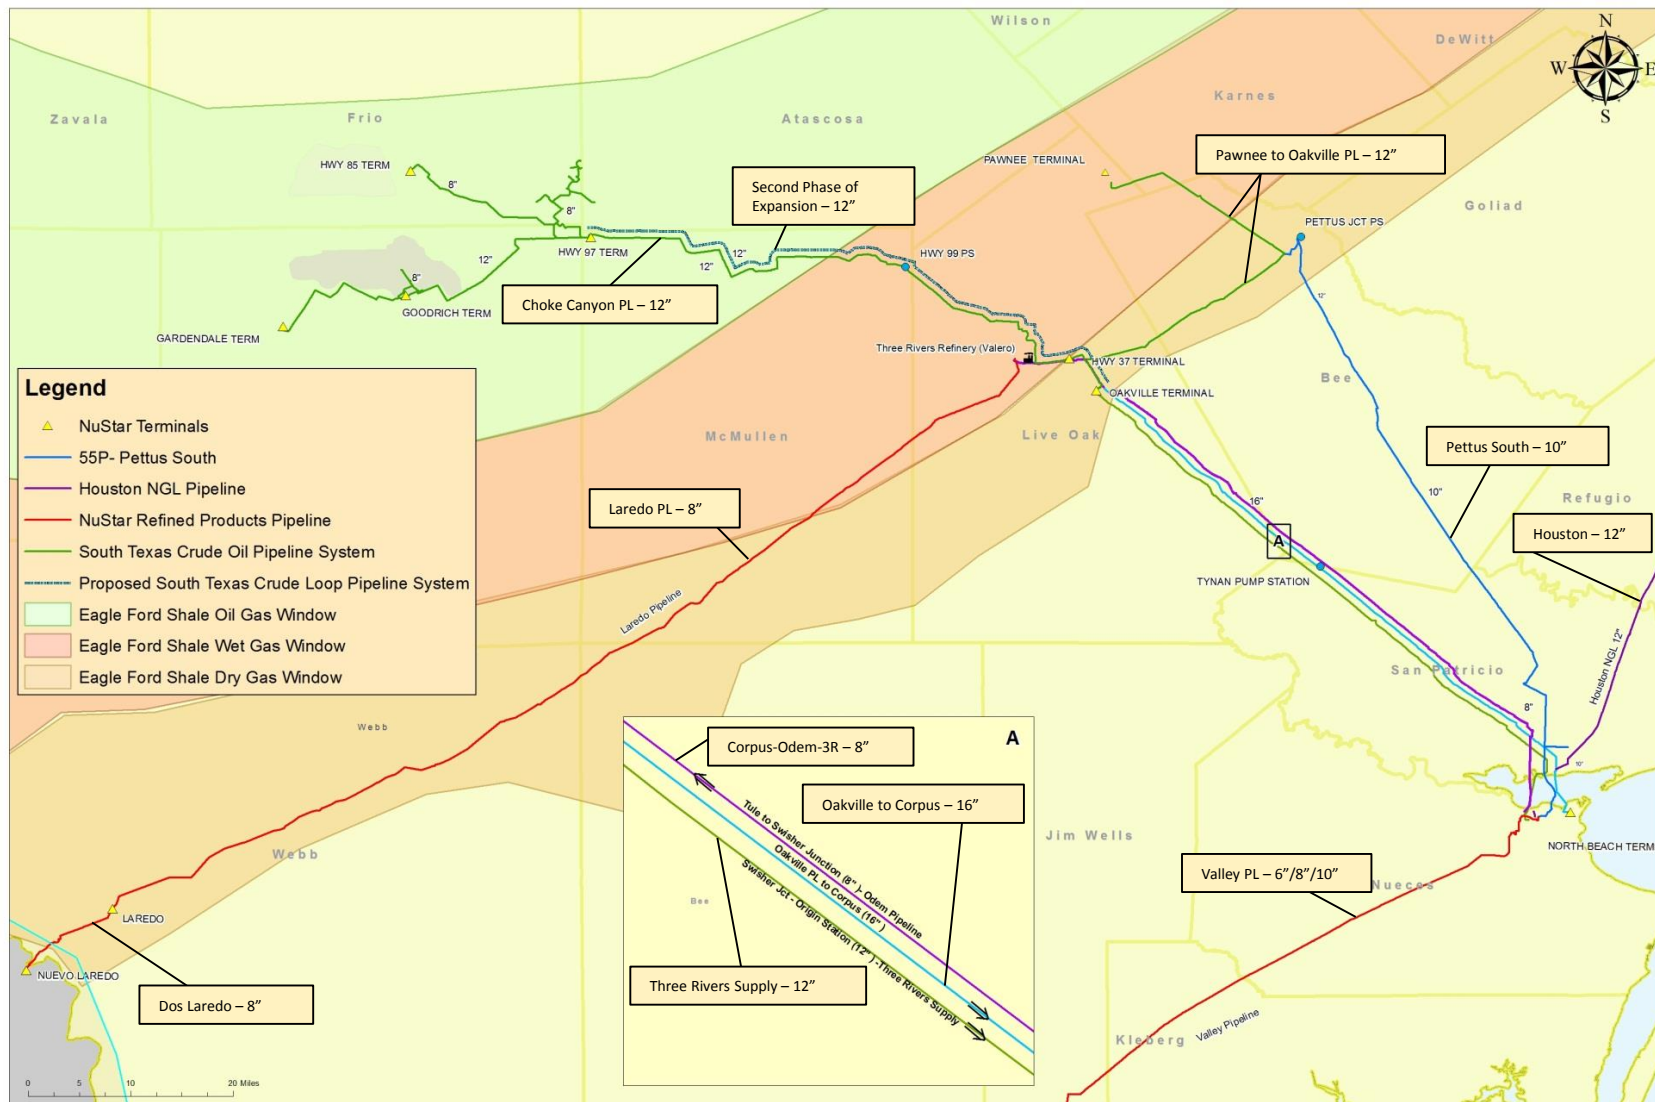 Wilson
DeWitt
N
W
E
S
Zavala
Frio
Atascosa
Karnes
HWY 85 TERM
8"
8"
PAWNEE TERMINAL
Pawnee to Oakville PL – 12”
Second Phase of
Expansion – 12”
Goliad
PETTUS JCT PS
HWY 97 TERM
12"
12"
12"
HWY 99 PS
8"
GOODRICH TERM
Choke Canyon PL – 12”
12"
GARDENDALE TERM
Three Rivers Refinery (Valero)
HWY 37 TERMINAL
OAKVILLE TERMINAL
Bee
Legend
NuStar Terminals
55P- Pettus South
Houston NGL Pipeline
NuStar Refined Products Pipeline
South Texas Crude Oil Pipeline System
Proposed South Texas Crude Loop Pipeline System
Eagle Ford Shale Oil Gas Window
Eagle Ford Shale Wet Gas Window
Eagle Ford Shale Dry Gas Window
McMullen
Live Oak
Pettus South – 10”
10"
Refugio
Laredo PL – 8”
16"
A
Houston – 12”
TYNAN PUMP STATION
Laredo Pipeline
San Patricio
Houston NGL 12"
8"
10"
Webb
Webb
A
Corpus-Odem-3R – 8”
Oakville to Corpus – 16”
Tule to Swisher Junction (8" )- Odem Pipeline
Oakville PL to Corpus (16" )
Swisher Jct - Origin Station (12" ) -Three Rivers Supply
Bee
Three Rivers Supply – 12”
Jim Wells
NORTH BEACH TERM
Valley PL – 6”/8”/10”
Nueces
LAREDO
NUEVO LAREDO
Dos Laredo – 8”
Kleberg
Valley Pipeline
0 5 10 20 Miles